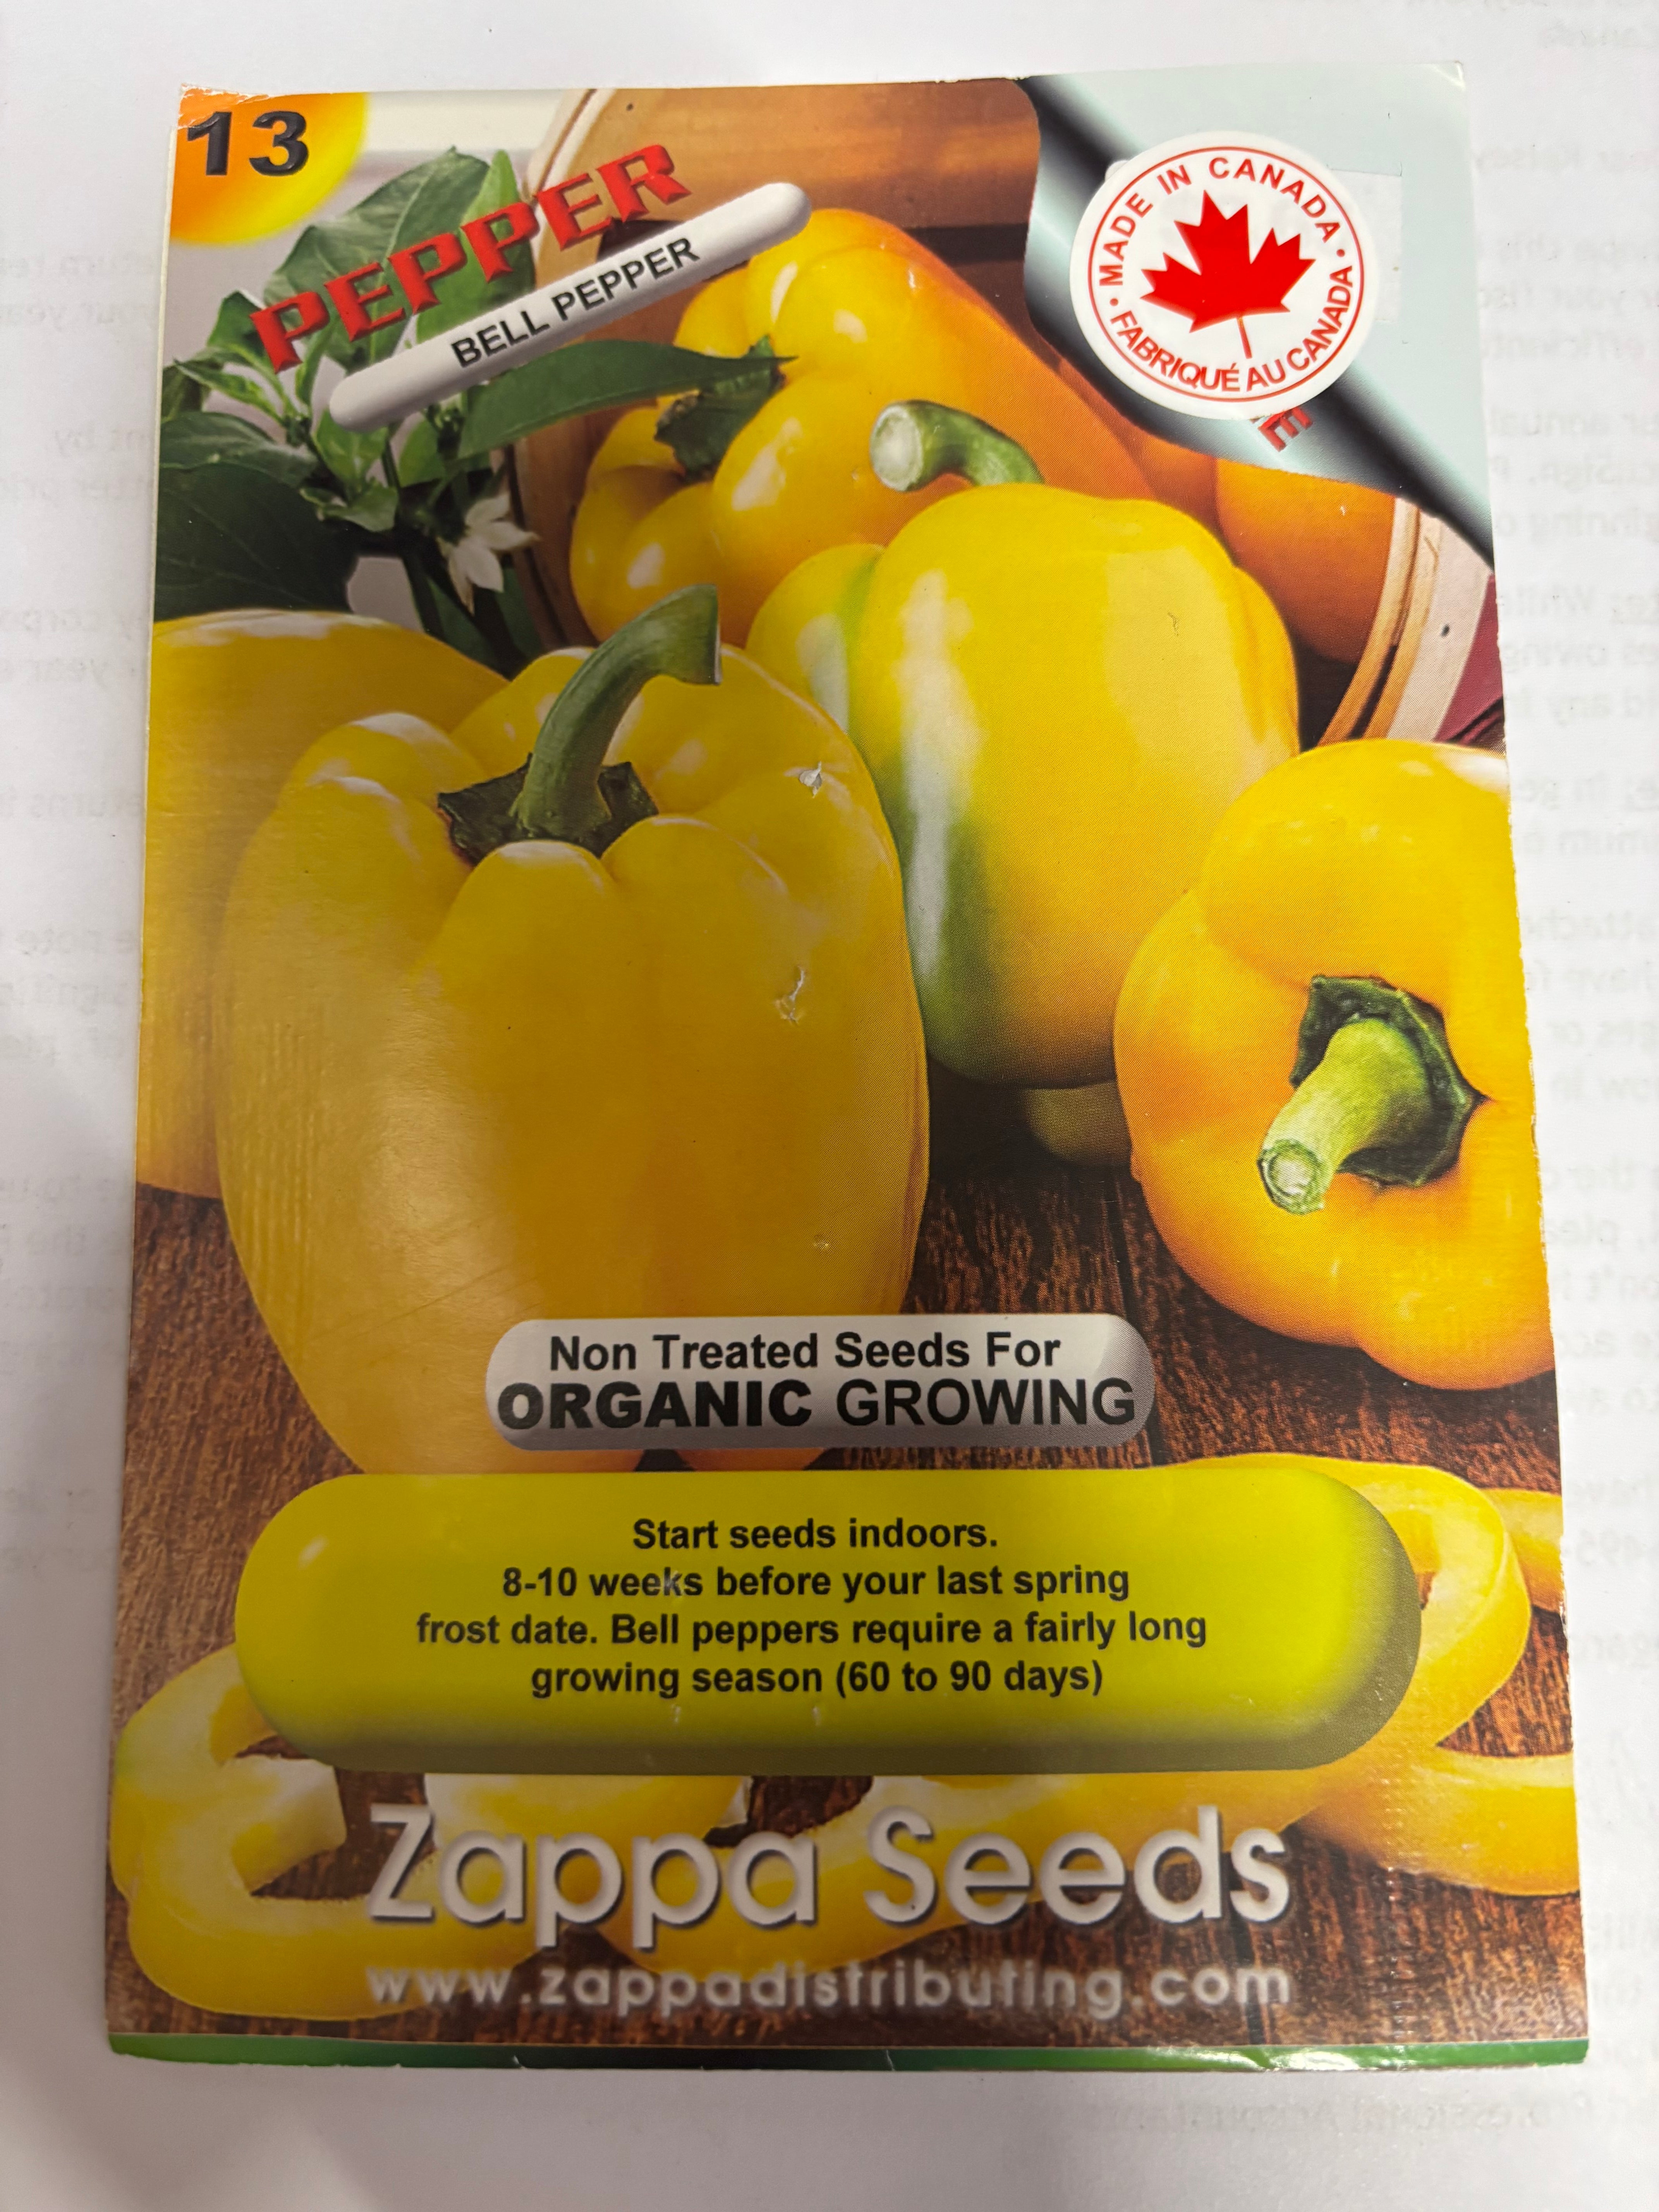 13
PEPPER
BELL PEPPER
MADE IN CANADA
FABRIQUÉ AU CANADA
E
Non Treated Seeds For
ORGANIC GROWING
Start seeds indoors.
8-10 weeks before your last spring
frost date. Bell peppers require a fairly long
growing season (60 to 90 days)
Zappa Seeds
www.zappadistributing.com